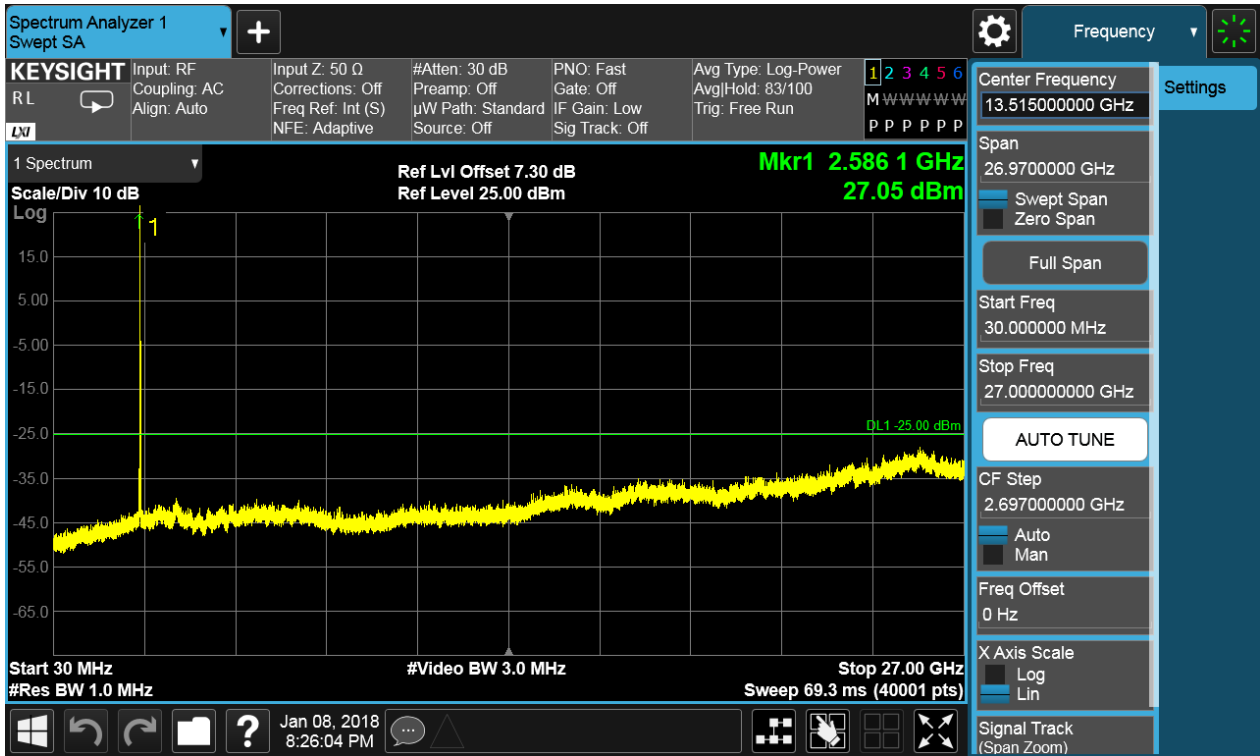 Spectrum Analyzer 1
Swept SA
+
Frequency
KEYSIGHT
R L
LXI
Input: RF
Coupling: AC
Align: Auto
Input Z: 50 Ω
Corrections: Off
Freq Ref: Int (S)
NFE: Adaptive
#Atten: 30 dB
Preamp: Off
µW Path: Standard
Source: Off
PNO: Fast
Gate: Off
IF Gain: Low
Sig Track: Off
Avg Type: Log-Power
Avg|Hold: 83/100
Trig: Free Run
1 2 3 4 5 6
M W W W W W
P P P P P P
1 Spectrum
Scale/Div 10 dB
Log
Ref Lvl Offset 7.30 dB
Ref Level 25.00 dBm
Mkr1 2.586 1 GHz
27.05 dBm
1
15.0
5.00
-5.00
-15.0
-25.0
-35.0
-45.0
-55.0
-65.0
DL1 -25.00 dBm
Start 30 MHz
#Res BW 1.0 MHz
#Video BW 3.0 MHz
Stop 27.00 GHz
Sweep 69.3 ms (40001 pts)
?
Jan 08, 2018
8:26:04 PM
Center Frequency
13.515000000 GHz
Span
26.9700000 GHz
Swept Span
Zero Span
Full Span
Start Freq
30.000000 MHz
Stop Freq
27.000000000 GHz
AUTO TUNE
CF Step
2.697000000 GHz
Auto
Man
Freq Offset
0 Hz
X Axis Scale
Log
Lin
Signal Track
(Span Zoom)
Settings